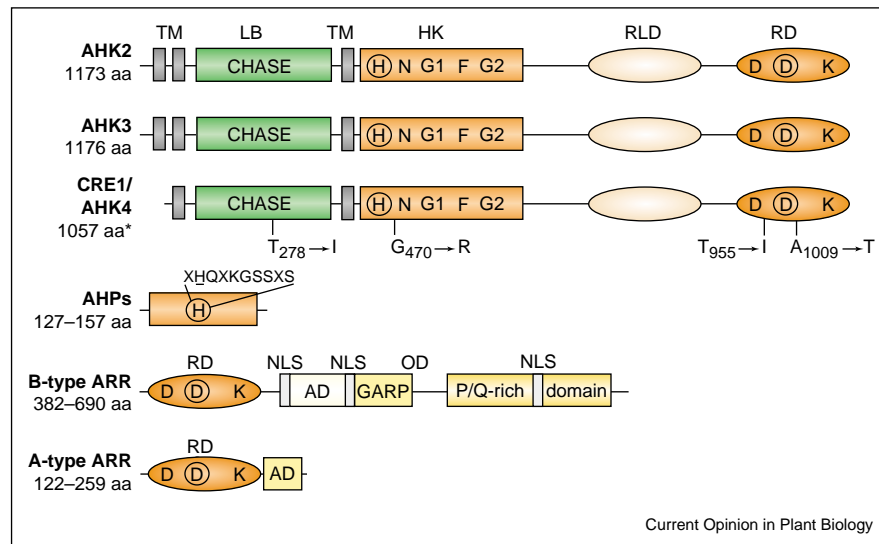 TM LB TM HK RLD RD
AHK2
1173 aa
CHASE H N G1 F G2 D D K
AHK3
1176 aa
CHASE H N G1 F G2 D D K
CRE1/
AHK4
1057 aa*
CHASE H N G1 F G2 D D K
T278→I G470→R T955→I A1009→T
XHQXKGSSXS
AHPs
127–157 aa
H
RD NLS NLS OD NLS
B-type ARR
382–690 aa
D D K AD GARP P/Q-rich domain
RD
A-type ARR
122–259 aa
D D K AD
Current Opinion in Plant Biology